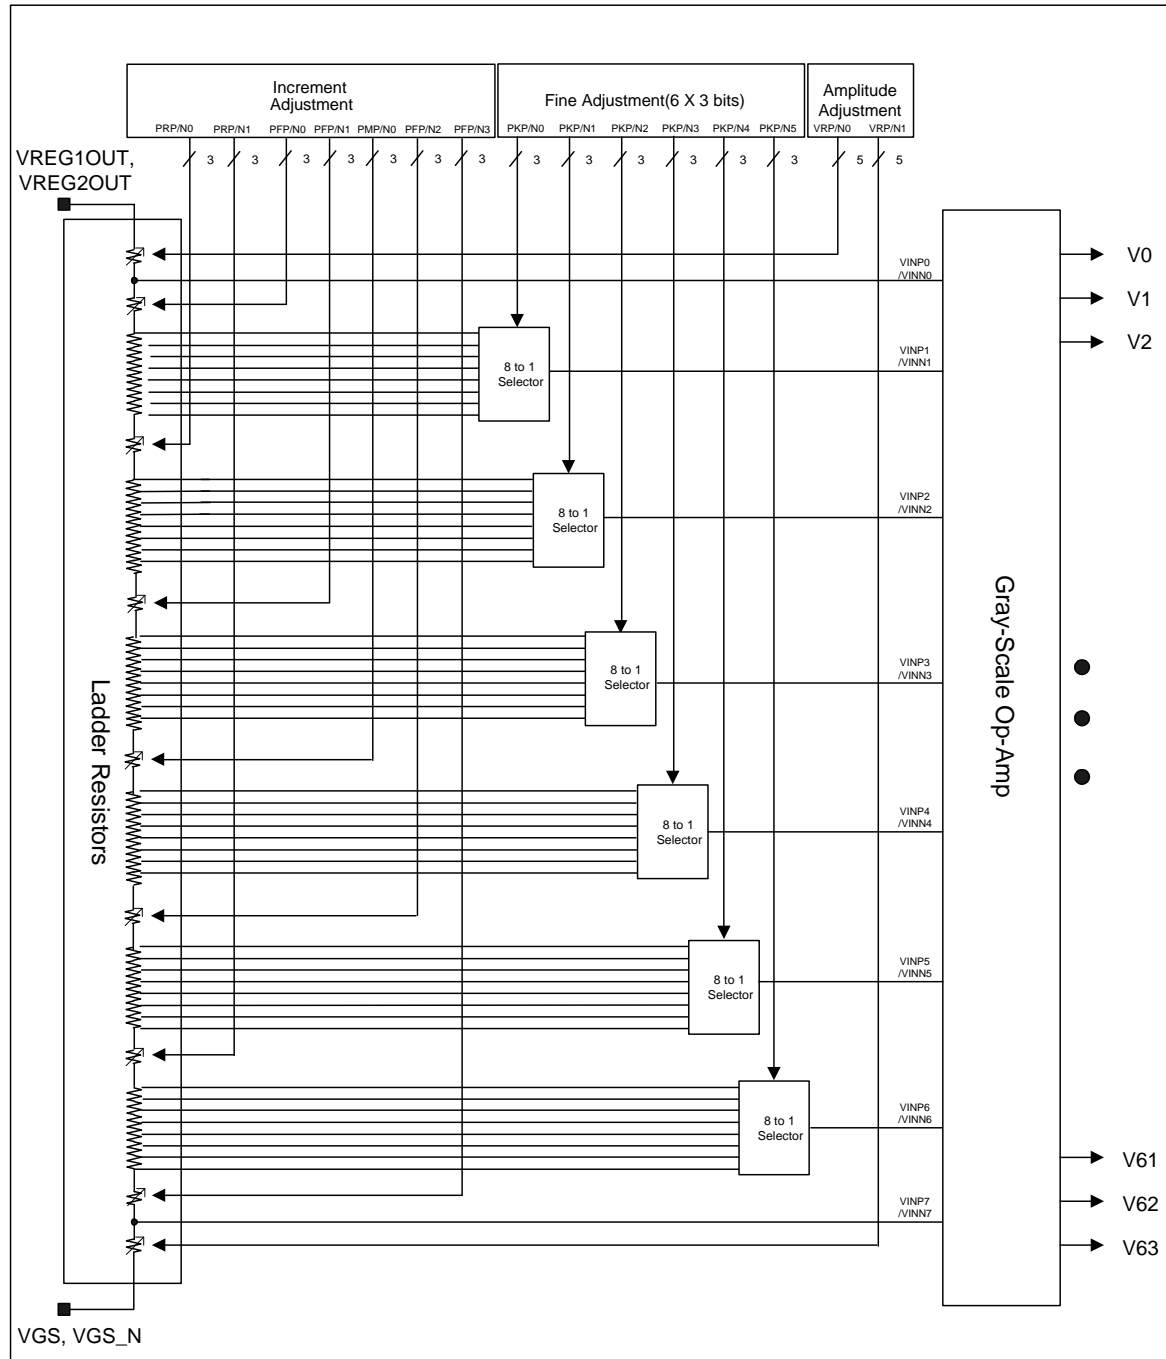 Increment
Adjustment
PRP/N0 PRP/N1 PFP/N0 PFP/N1 PMP/N0 PFP/N2 PFP/N3
Fine Adjustment(6 X 3 bits)
PKP/N0 PKP/N1 PKP/N2 PKP/N3 PKP/N4 PKP/N5
Amplitude
Adjustment
VRP/N0 VRP/N1
3 3 3 3 3 3 3 3 3 3 3 3 3 5 5
VREG1OUT,
VREG2OUT
VINP0
/VINN0
V0
V1
V2
8 to 1
Selector
VINP1
/VINN1
8 to 1
Selector
VINP2
/VINN2
8 to 1
Selector
VINP3
/VINN3
Ladder Resistors
Gray-Scale Op-Amp
8 to 1
Selector
VINP4
/VINN4
8 to 1
Selector
VINP5
/VINN5
8 to 1
Selector
VINP6
/VINN6
V61
V62
V63
VINP7
/VINN7
VGS, VGS_N